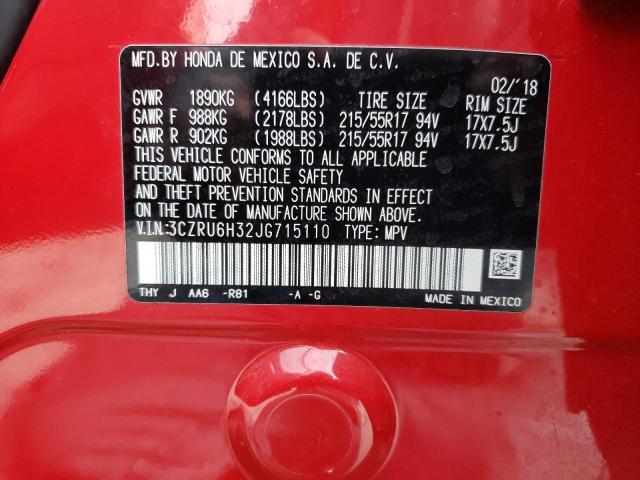 MFD.BY HONDA DE MEXICO S.A. DE C.V.
02/'18
GVWR 1890KG (4166LBS) TIRE SIZE RIM SIZE
GAWR F 988KG (2178LBS) 215/55R17 94V 17X7.5J
GAWR R 902KG (1988LBS) 215/55R17 94V 17X7.5J
THIS VEHICLE CONFORMS TO ALL APPLICABLE
FEDERAL MOTOR VEHICLE SAFETY
AND THEFT PREVENTION STANDARDS IN EFFECT
ON THE DATE OF MANUFACTURE SHOWN ABOVE.
V.I.N:3CZRU6H32JG715110 TYPE: MPV
THY J AA6 -R81 -A -G MADE IN MEXICO